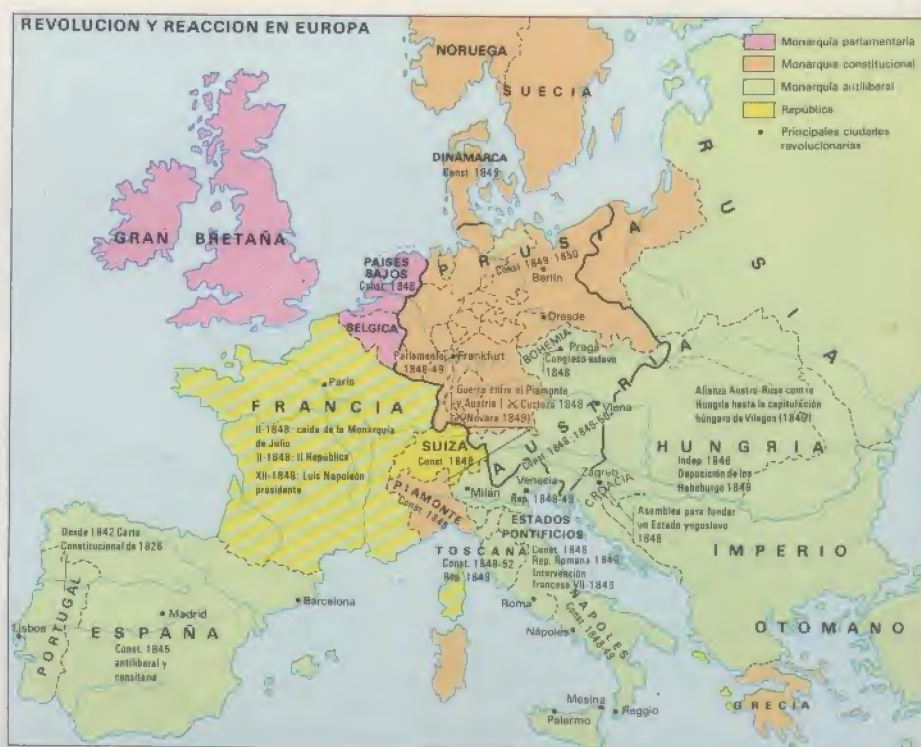 REVOLUCION Y REACCION EN EUROPA
Monarquía parlamentaria
Monarquía constitucional
Monarquía antiliberal
República
Principales ciudades
revolucionarias
NORUEGA
SUECIA
DINAMARCA
Const. 1849
RUSIA
GRAN BRETAÑA
PAISES
BAJOS
Const. 1848
BELGICA
PRUSIA
Const 1849-1850
Berlín
Dresde
Parlamento
1848-49
Frankfurt
BOHEMIA
Praga
Congreso eslavo
1848
Guerra entre el Piamonte
y Austria
Custoza 1848
Novara 1849
Viena
AUSTRIA
Const. 1848; 1849-50
Alianza Austro-Rusa contra
Hungría hasta la capitulación
húngara de Vilagos (1849)
HUNGRIA
Indep 1848
Deposición de los
Habsburgo 1849
París
FRANCIA
II-1848: caída de la Monarquía
de Julio
II-1848: II República
XII-1848: Luis Napoleón
presidente
SUIZA
Const 1848
PIAMONTE
Const. 1848
Milán
Venecia
Rep. 1848-49
Zagreb
CROACIA
Asamblea para fundar
un Estado yugoslavo
1848
ESTADOS
PONTIFICIOS
Const 1848
Rep. Romana 1849
Intervención
francesa VII-1849
TOSCANA
Const. 1848-52
Rep 1849
Roma
NAPOLES
Const. 1848-49
Nápoles
Mesina
Reggio
Palermo
IMPERIO
OTOMANO
GRECIA
Desde 1842 Carta
Constitucional de 1826
PORTUGAL
Lisboa
Madrid
Barcelona
ESPAÑA
Const. 1845
antiliberal y
censitaria